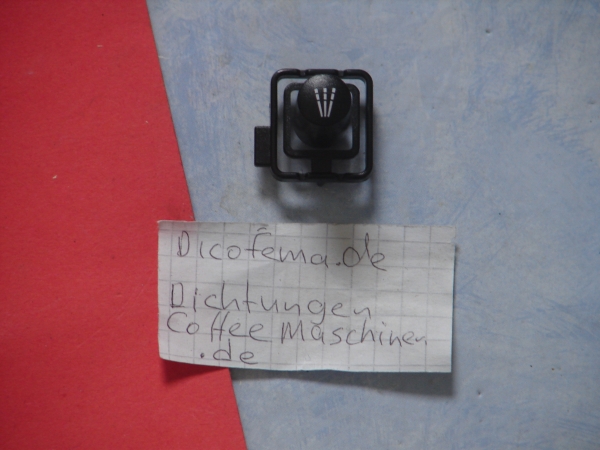 Dicofema.de
Dichtungen
Coffee Maschinen
.de